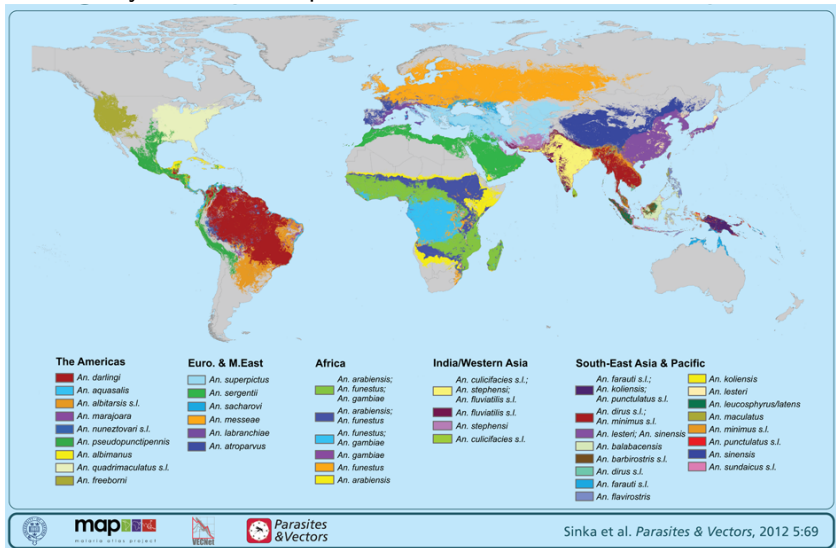 The Americas
An. darlingi
An. aquasalis
An. albitarsis s.l.
An. marajoara
An. nuneztovari s.l.
An. pseudopunctipennis
An. albimanus
An. quadrimaculatus s.l.
An. freeborni
Euro. & M.East
An. superpictus
An. sergentii
An. sacharovi
An. messeae
An. labranchiae
An. atroparvus
Africa
An. arabiensis;
An. funestus;
An. gambiae
An. arabiensis;
An. funestus
An. funestus;
An. gambiae
An. gambiae
An. funestus
An. arabiensis
India/Western Asia
An. culicifacies s.l.;
An. stephensi;
An. fluviatilis s.l.
An. fluviatilis s.l.
An. stephensi
An. culicifacies s.l.
South-East Asia & Pacific
An. farauti s.l.;
An. koliensis;
An. punctulatus s.l.
An. dirus s.l.;
An. minimus s.l.
An. lesteri; An. sinensis
An. balabacensis
An. barbirostris s.l.
An. dirus s.l.
An. farauti s.l.
An. flavirostris
An. koliensis
An. lesteri
An. leucosphyrus/latens
An. maculatus
An. minimus s.l.
An. punctulatus s.l.
An. sinensis
An. sundaicus s.l.
map
malaria atlas project
VECNet
Parasites
&Vectors
Sinka et al. Parasites & Vectors, 2012 5:69